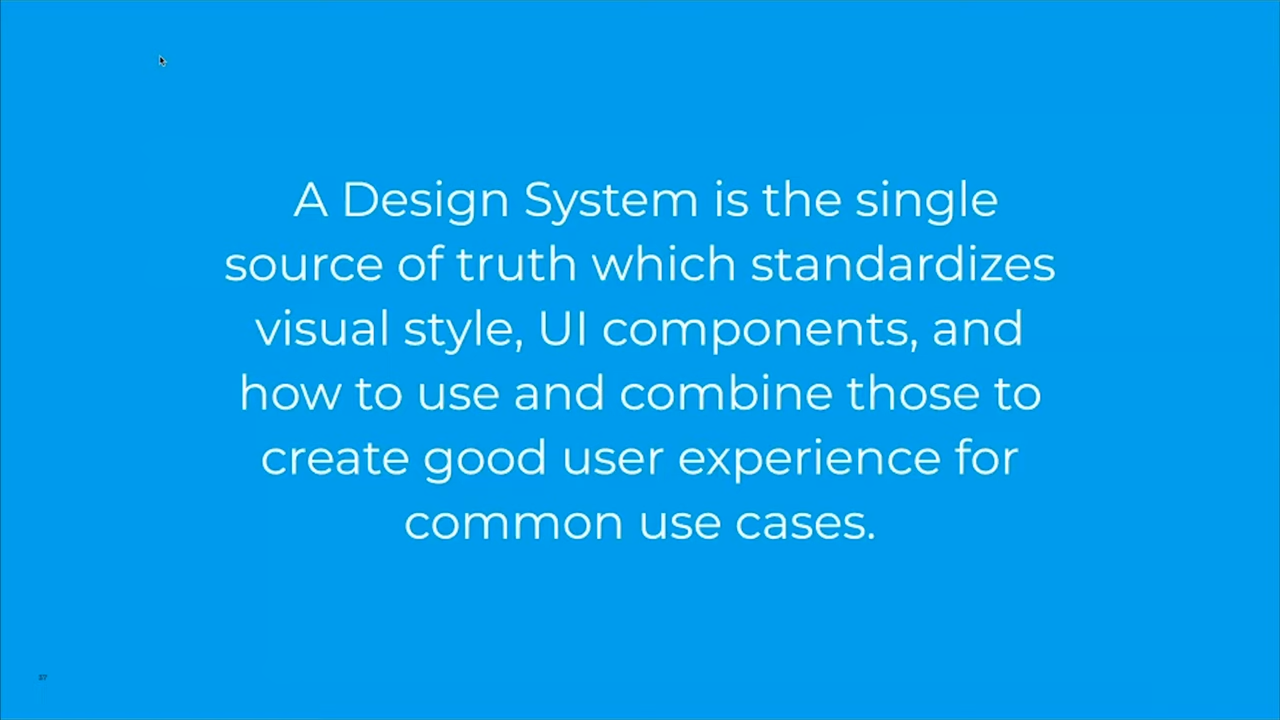 A Design System is the single
source of truth which standardizes
visual style, UI components, and
how to use and combine those to
create good user experience for
common use cases.